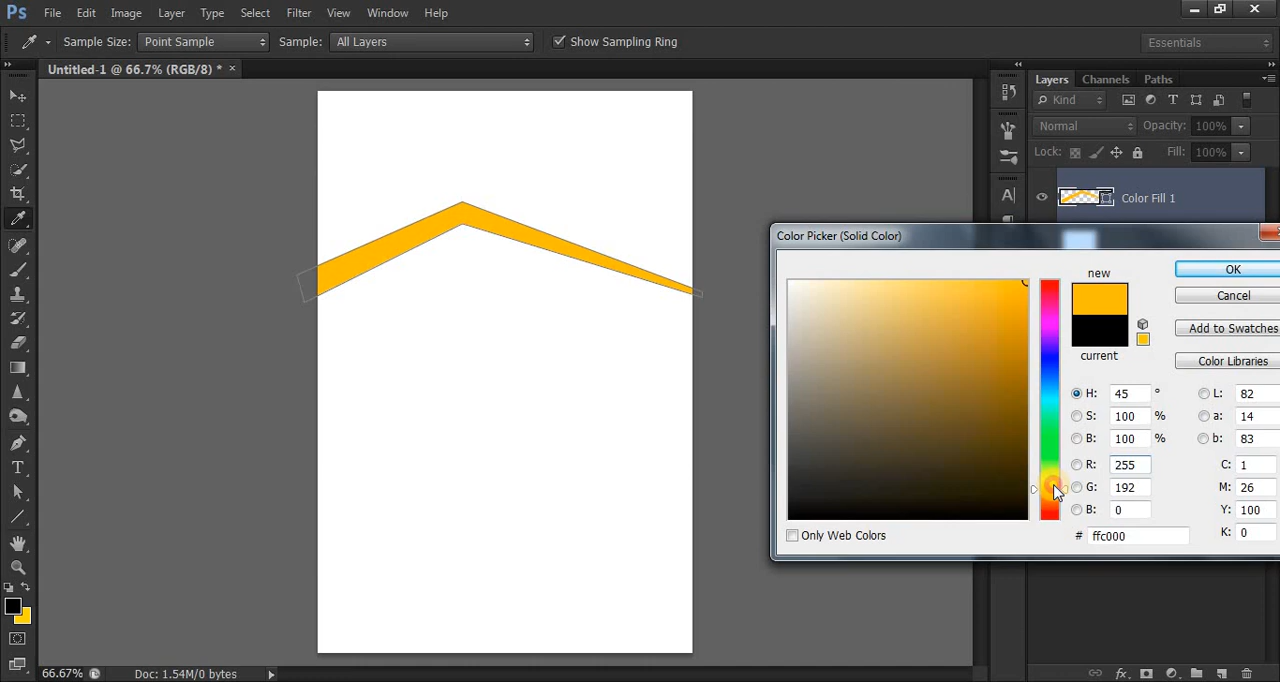 Ps File Edit Image Layer Type Select Filter View Window Help
Sample Size: Point Sample Sample: All Layers Show Sampling Ring Essentials
Untitled-1 @ 66.7% (RGB/8) * ×
Layers Channels Paths
Kind T
Normal Opacity: 100%
Lock: Fill: 100%
A
Color Fill 1
Color Picker (Solid Color)
new
OK
Cancel
Add to Swatches
current
Color Libraries
H: 45 ° L: 82
S: 100 % a: 14
B: 100 % b: 83
R: 255 C: 1
G: 192 M: 26
B: 0 Y: 100
# ffc000 K: 0
Only Web Colors
T
66.67% Doc: 1.54M/0 bytes
fx